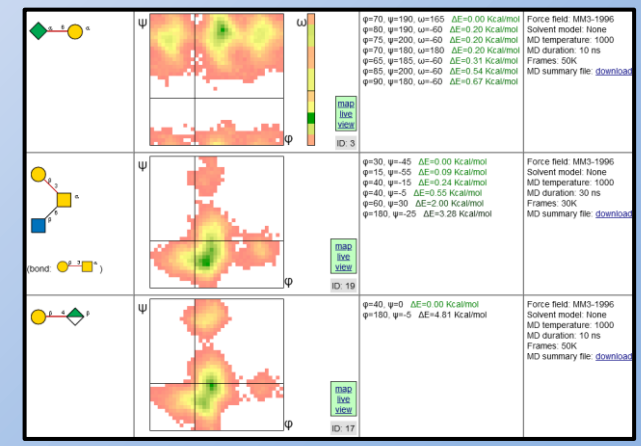 α 6 α
ψ
ω
φ
map
live
view
ID: 3
φ=70, ψ=190, ω=165 ΔE=0.00 Kcal/mol
φ=80, ψ=190, ω=-60 ΔE=0.20 Kcal/mol
φ=75, ψ=200, ω=-60 ΔE=0.20 Kcal/mol
φ=70, ψ=180, ω=180 ΔE=0.20 Kcal/mol
φ=65, ψ=185, ω=-60 ΔE=0.31 Kcal/mol
φ=85, ψ=200, ω=-60 ΔE=0.54 Kcal/mol
φ=90, ψ=180, ω=-60 ΔE=0.67 Kcal/mol
Force field: MM3-1996
Solvent model: None
MD temperature: 1000
MD duration: 10 ns
Frames: 50K
MD summary file: download
β 3 α
β 6
(bond: β 3 α )
ψ
φ
map
live
view
ID: 19
φ=30, ψ=-45 ΔE=0.00 Kcal/mol
φ=15, ψ=-55 ΔE=0.09 Kcal/mol
φ=40, ψ=-15 ΔE=0.24 Kcal/mol
φ=40, ψ=-5 ΔE=0.55 Kcal/mol
φ=60, ψ=30 ΔE=2.00 Kcal/mol
φ=180, ψ=-25 ΔE=3.28 Kcal/mol
Force field: MM3-1996
Solvent model: None
MD temperature: 1000
MD duration: 30 ns
Frames: 30K
MD summary file: download
β 4 β
ψ
φ
map
live
view
ID: 17
φ=40, ψ=0 ΔE=0.00 Kcal/mol
φ=180, ψ=-5 ΔE=4.81 Kcal/mol
Force field: MM3-1996
Solvent model: None
MD temperature: 1000
MD duration: 10 ns
Frames: 50K
MD summary file: download